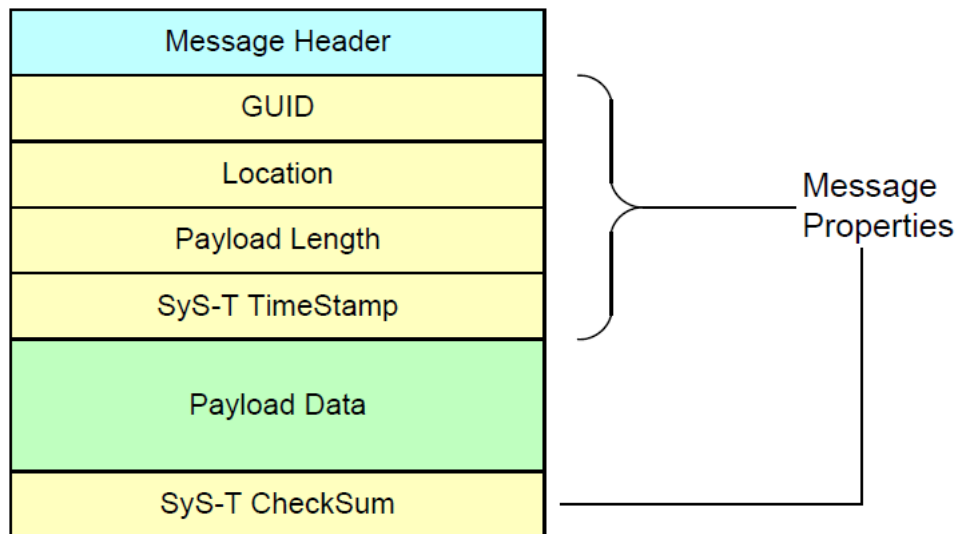 Message Header
GUID
Location
Payload Length
SyS-T TimeStamp
Payload Data
SyS-T CheckSum
Message
Properties